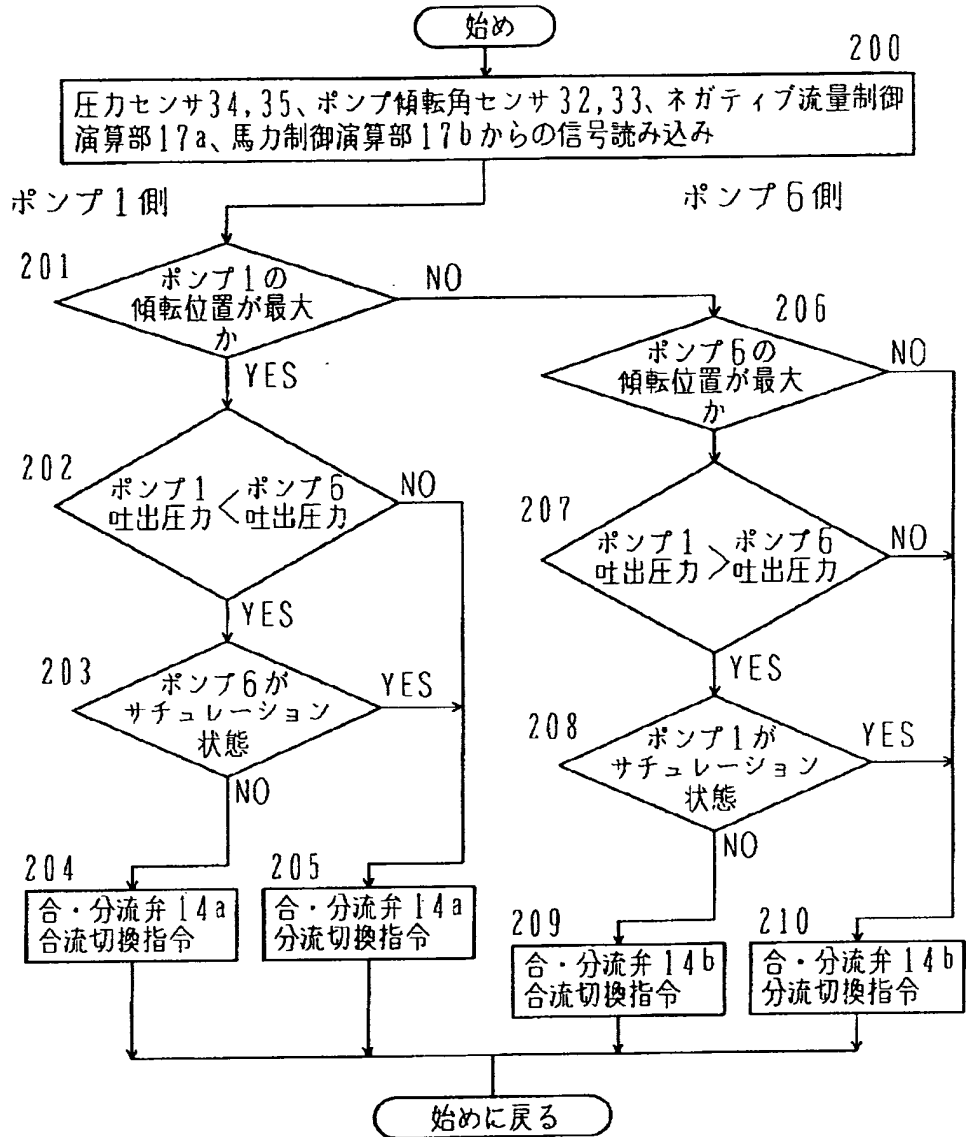 始め
200
圧力センサ34,35、ポンプ傾転角センサ32,33、ネガティブ流量制御
演算部17a、馬力制御演算部17bからの信号読み込み
ポンプ1側
ポンプ6側
201
ポンプ1の
傾転位置が最大
か
NO
YES
206
ポンプ6の
傾転位置が最大
か
NO
202
ポンプ1
吐出圧力
<
ポンプ6
吐出圧力
NO
YES
207
ポンプ1
吐出圧力
>
ポンプ6
吐出圧力
NO
YES
203
ポンプ6が
サチュレーション
状態
YES
NO
208
ポンプ1が
サチュレーション
状態
YES
NO
204
合・分流弁14a
合流切換指令
205
合・分流弁14a
分流切換指令
209
合・分流弁14b
合流切換指令
210
合・分流弁14b
分流切換指令
始めに戻る